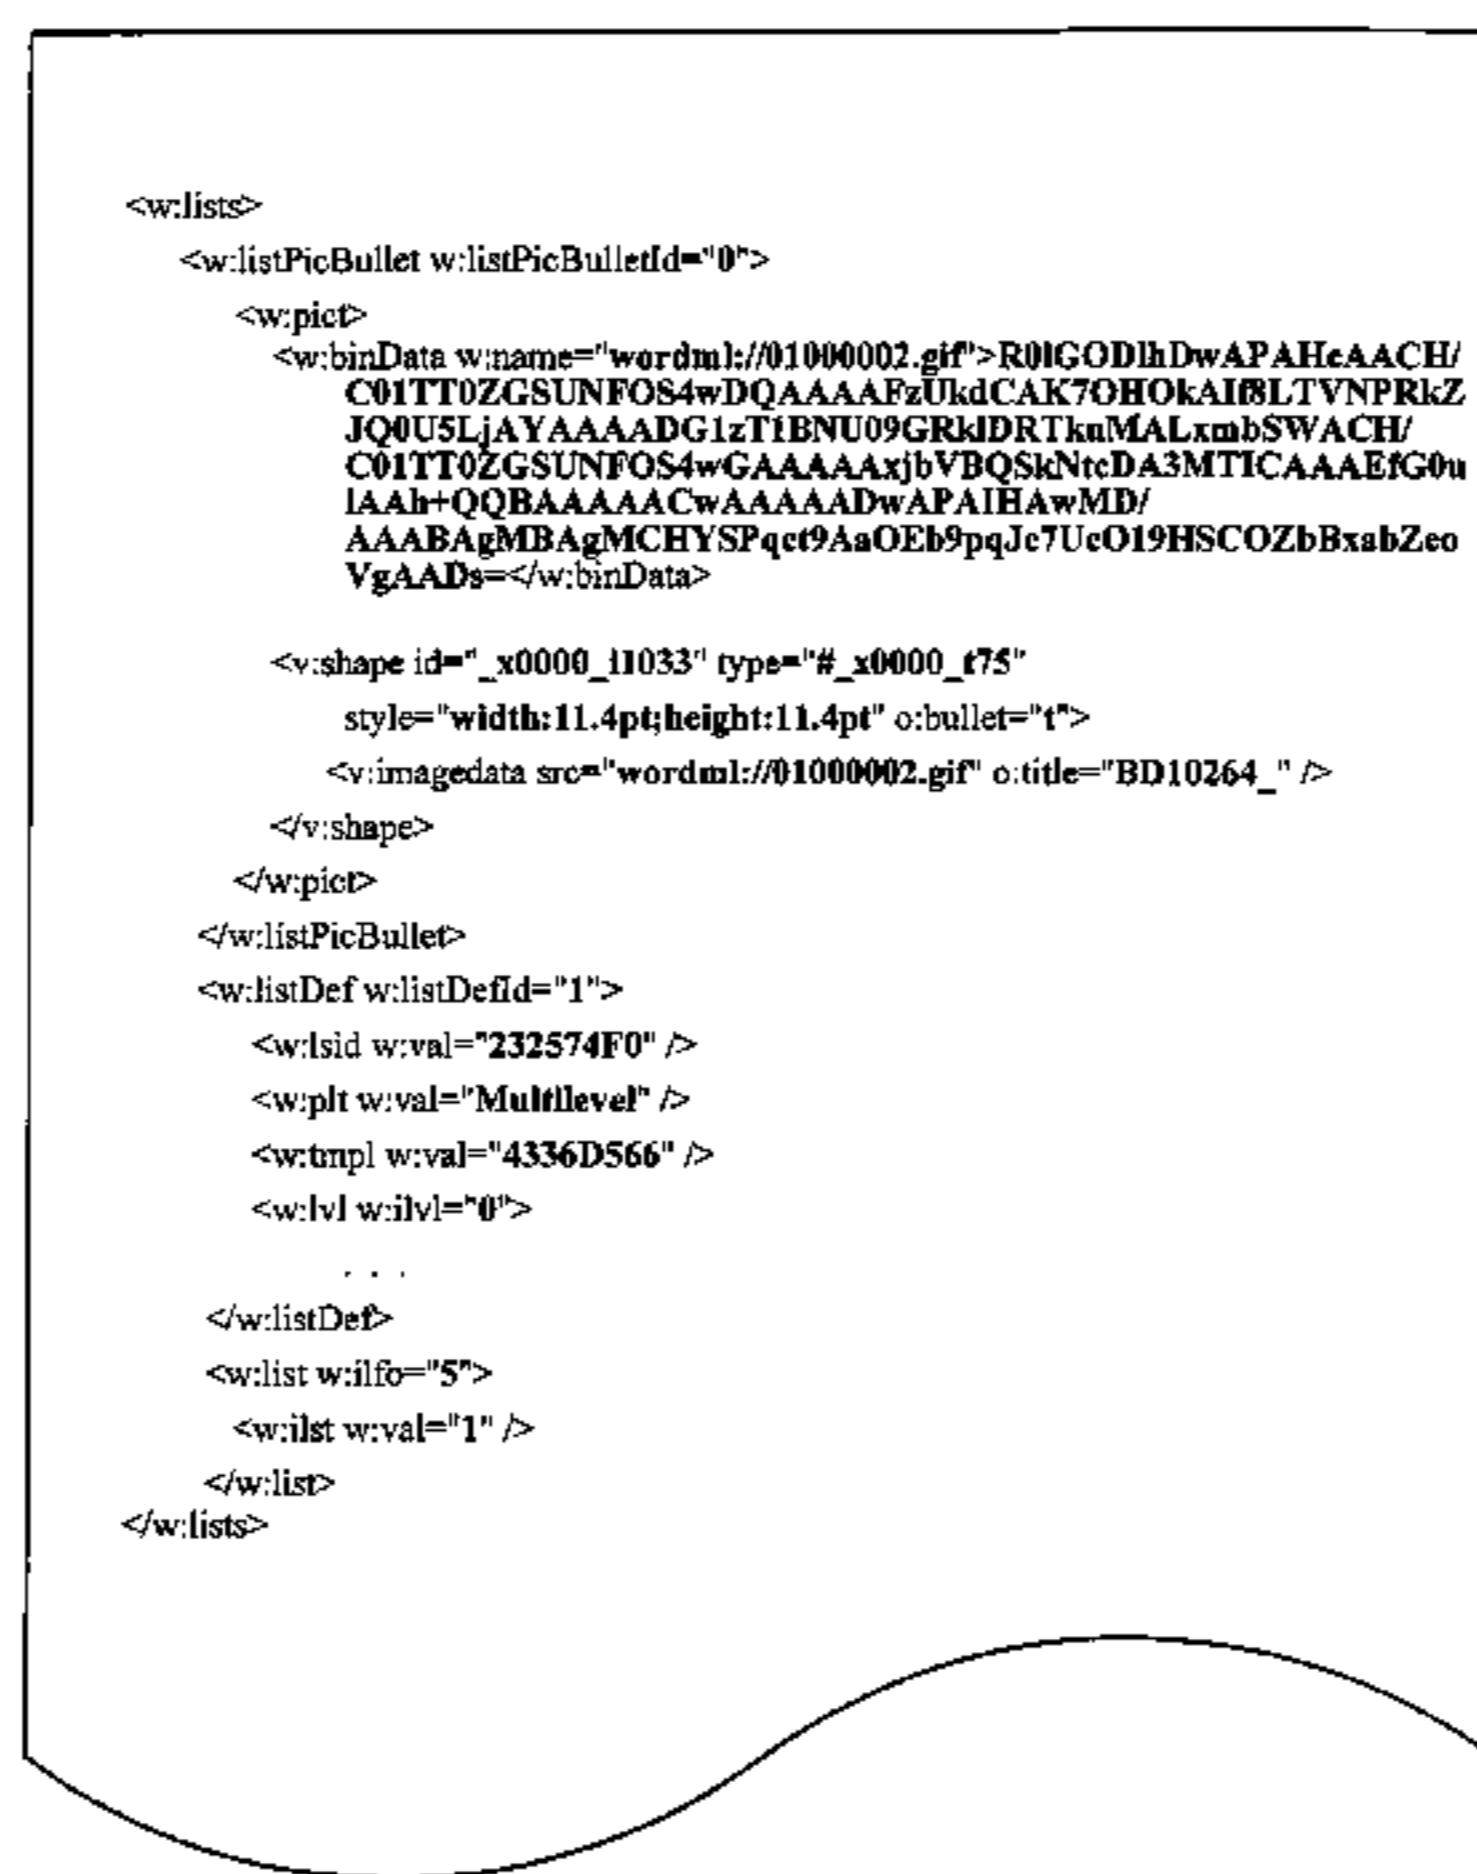 <w:lists>
<w:listPicBullet w:listPicBulletId="0">
<w:pict>
<w:binData w:name="wordml://01000002.gif">R0lGODlhDwAPAHcAACH/
C01TT0ZGSUNFOS4wDQAAAAFzUkdCAK7OHOkAIf8LTVNPRkZ
JQ0U5LjAYAAAADG1zT1BNU09GRklDRTknMALxmbSWACH/
C01TT0ZGSUNFOS4wGAAAAAxjbVBQSkNtcDA3MTICAAAEfG0u
lAAh+QQBAAAAACwAAAAADwAPAIHAwMD/
AAABAgMBAgMCHYSPqct9AaOEb9pqJc7UcO19HSCOZbBxabZeo
VgAADs=</w:binData>
<v:shape id="_x0000_i1033" type="#_x0000_t75"
style="width:11.4pt;height:11.4pt" o:bullet="t">
<v:imagedata src="wordml://01000002.gif" o:title="BD10264_" />
</v:shape>
</w:pict>
</w:listPicBullet>
<w:listDef w:listDefId="1">
<w:lsid w:val="232574F0" />
<w:plt w:val="Multilevel" />
<w:tmpl w:val="4336D566" />
<w:lvl w:ilvl="0">
. . .
</w:listDef>
<w:list w:ilfo="5">
<w:ilst w:val="1" />
</w:list>
</w:lists>